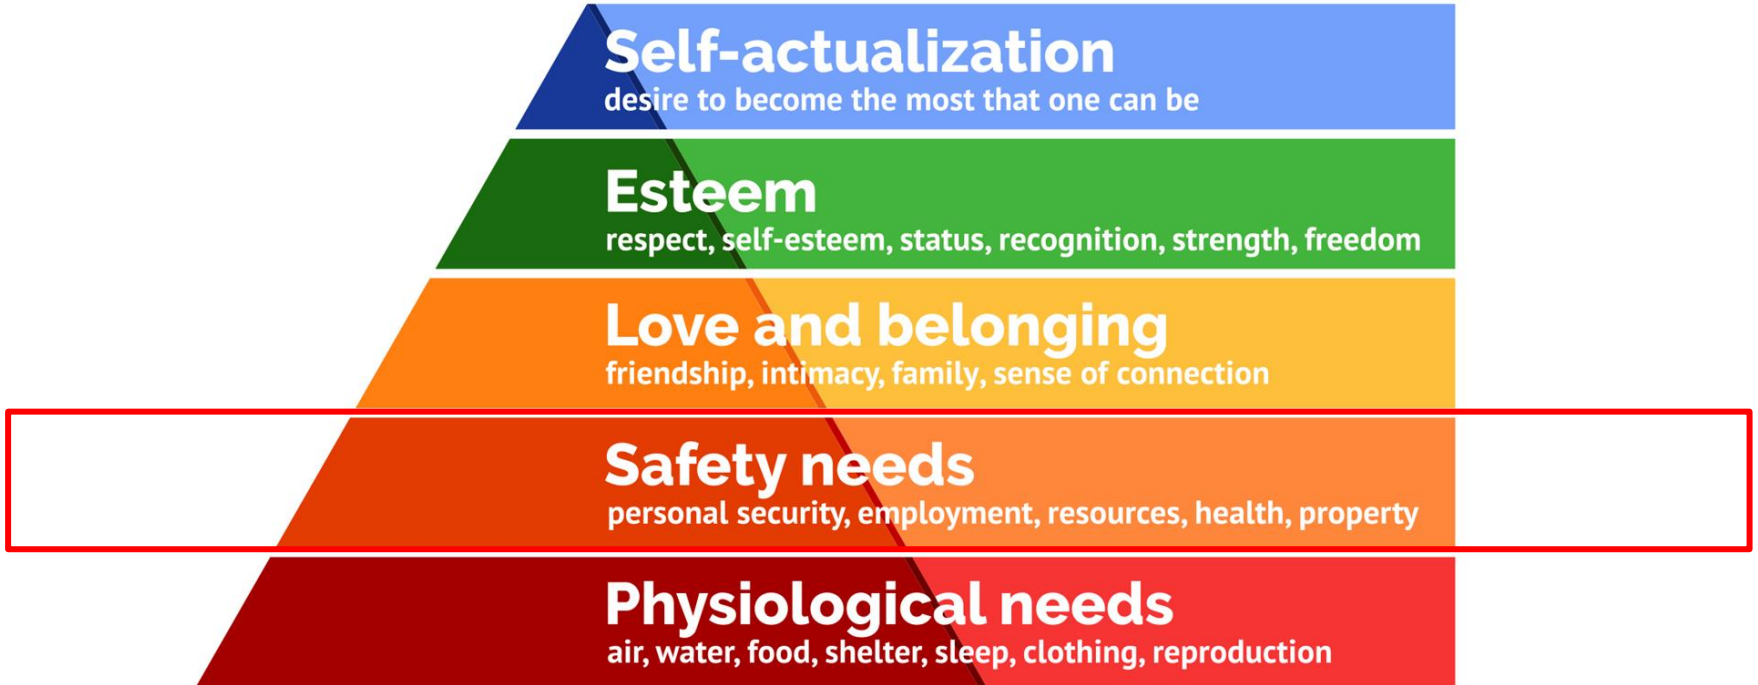 Self-actualization
desire to become the most that one can be
Esteem
respect, self-esteem, status, recognition, strength, freedom
Love and belonging
friendship, intimacy, family, sense of connection
Safety needs
personal security, employment, resources, health, property
Physiological needs
air, water, food, shelter, sleep, clothing, reproduction